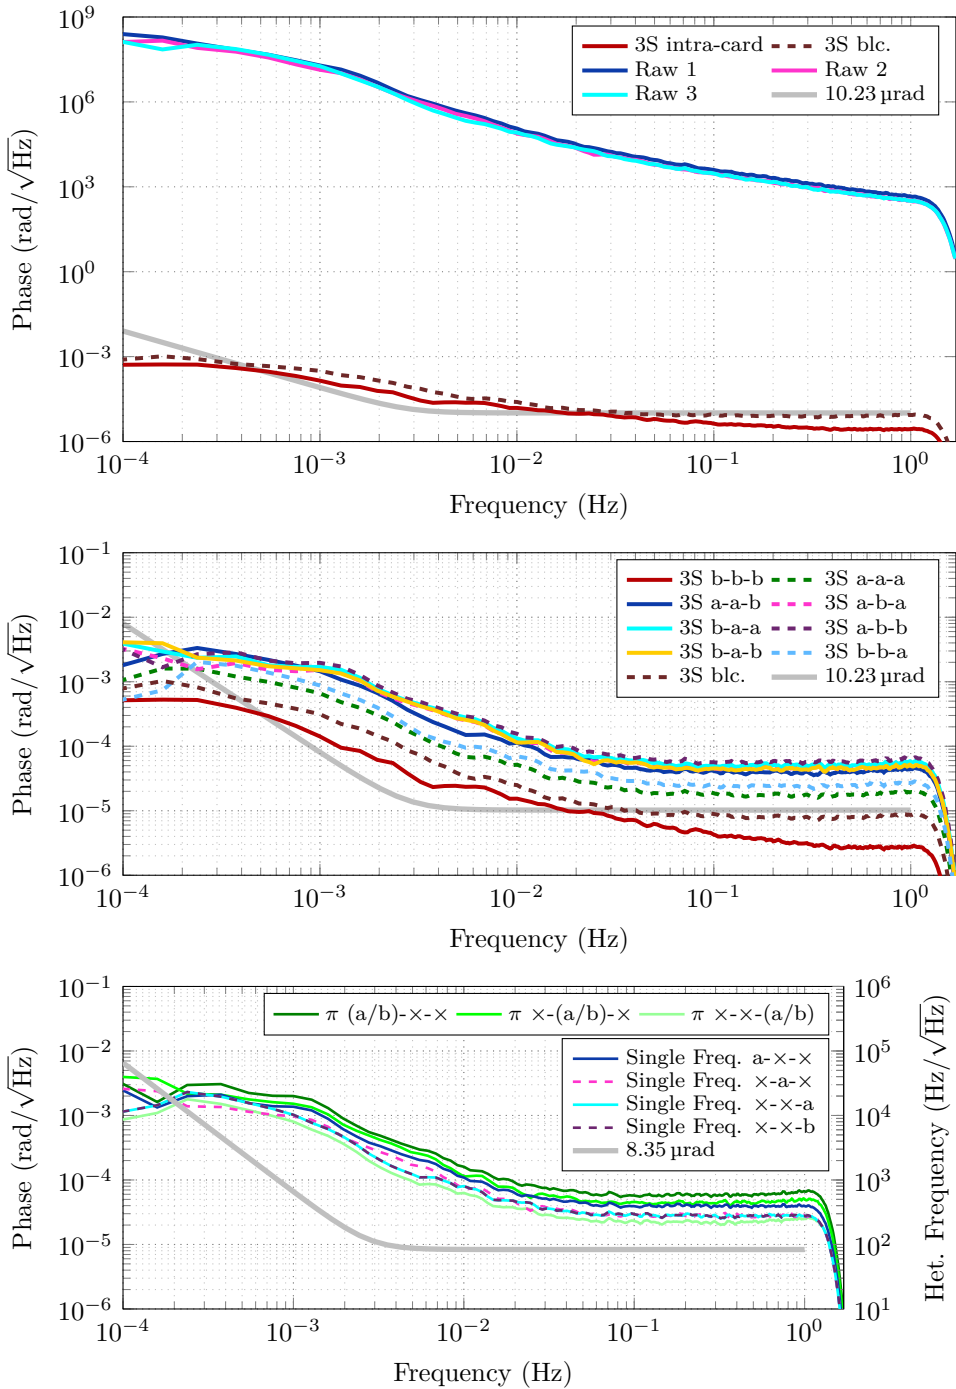 10^9
10^6
10^3
10^0
10^−3
10^−6
Phase (rad/√Hz)
3S intra-card
3S blc.
Raw 1
Raw 2
Raw 3
10.23 µrad
10^−4
10^−3
10^−2
10^−1
10^0
Frequency (Hz)
10^−1
10^−2
10^−3
10^−4
10^−5
10^−6
Phase (rad/√Hz)
3S b-b-b
3S a-a-a
3S a-a-b
3S a-b-a
3S b-a-a
3S a-b-b
3S b-a-b
3S b-b-a
3S blc.
10.23 µrad
10^−4
10^−3
10^−2
10^−1
10^0
Frequency (Hz)
10^−1
10^−2
10^−3
10^−4
10^−5
10^−6
Phase (rad/√Hz)
π (a/b)-×-×
π ×-(a/b)-×
π ×-×-(a/b)
Single Freq. a-×-×
Single Freq. ×-a-×
Single Freq. ×-×-a
Single Freq. ×-×-b
8.35 µrad
10^6
10^5
10^4
10^3
10^2
10^1
Het. Frequency (Hz/√Hz)
10^−4
10^−3
10^−2
10^−1
10^0
Frequency (Hz)